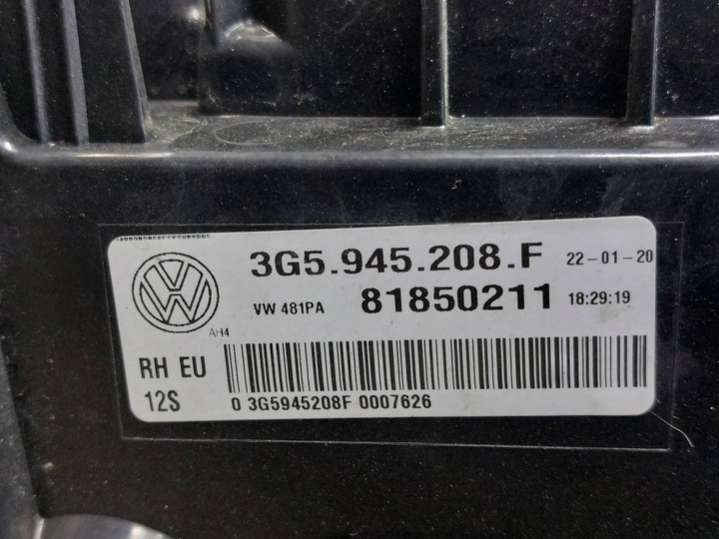 3G5.945.208.F 22-01-20
VW 481PA 81850211 18:29:19
AH4
RH EU
12S
0 3G5945208F 0007626